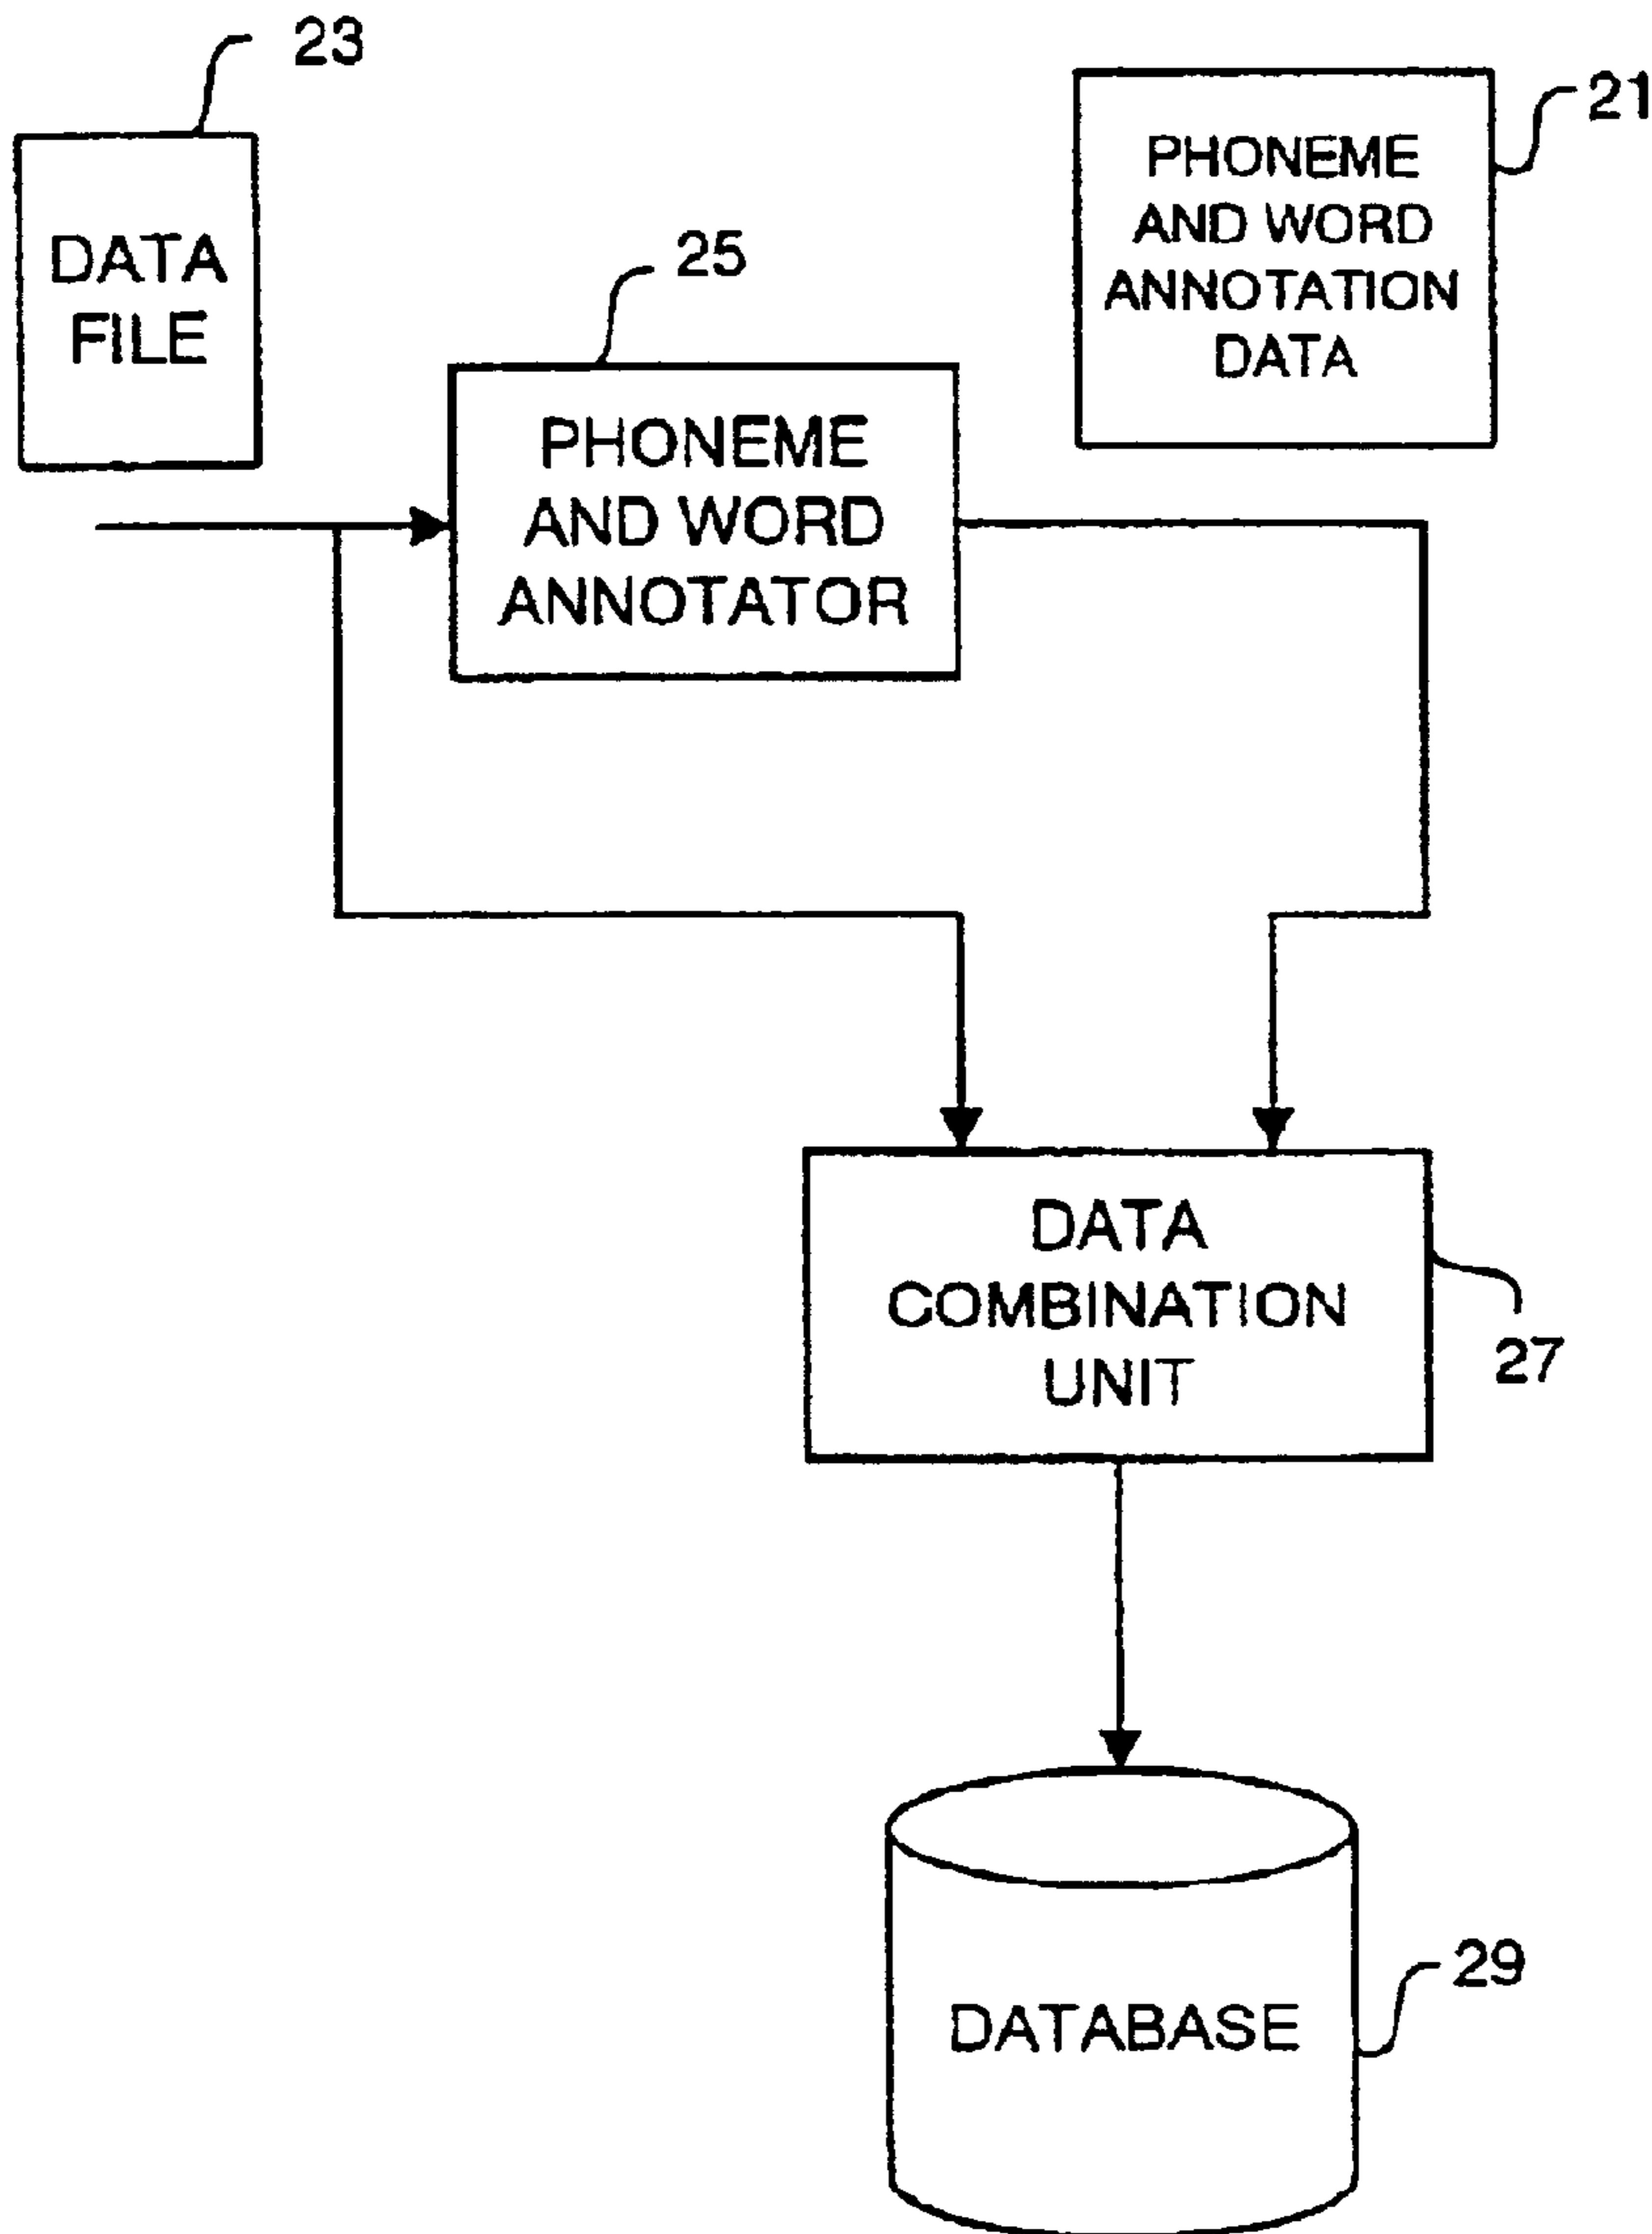 23
21
DATA
FILE
PHONEME
AND WORD
ANNOTATION
DATA
25
PHONEME
AND WORD
ANNOTATOR
DATA
COMBINATION
UNIT
27
29
DATABASE